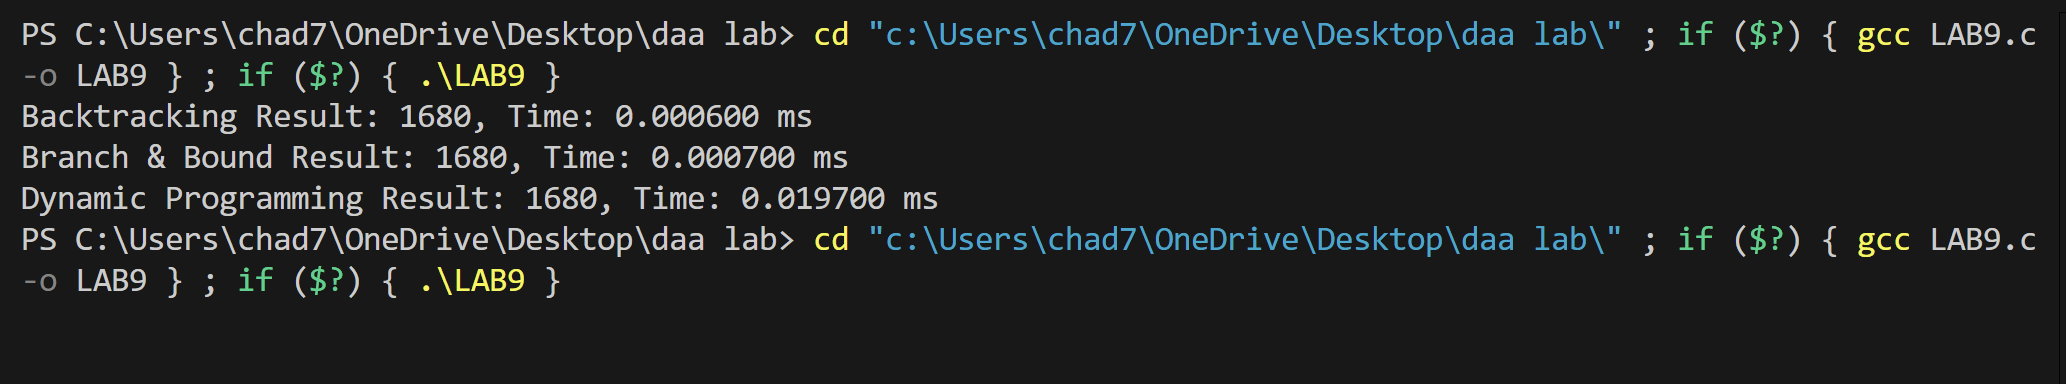 PS C:\Users\chad7\OneDrive\Desktop\daa lab> cd "c:\Users\chad7\OneDrive\Desktop\daa lab\" ; if ($?) { gcc LAB9.c
-o LAB9 } ; if ($?) { .\LAB9 }
Backtracking Result: 1680, Time: 0.000600 ms
Branch & Bound Result: 1680, Time: 0.000700 ms
Dynamic Programming Result: 1680, Time: 0.019700 ms
PS C:\Users\chad7\OneDrive\Desktop\daa lab> cd "c:\Users\chad7\OneDrive\Desktop\daa lab\" ; if ($?) { gcc LAB9.c
-o LAB9 } ; if ($?) { .\LAB9 }